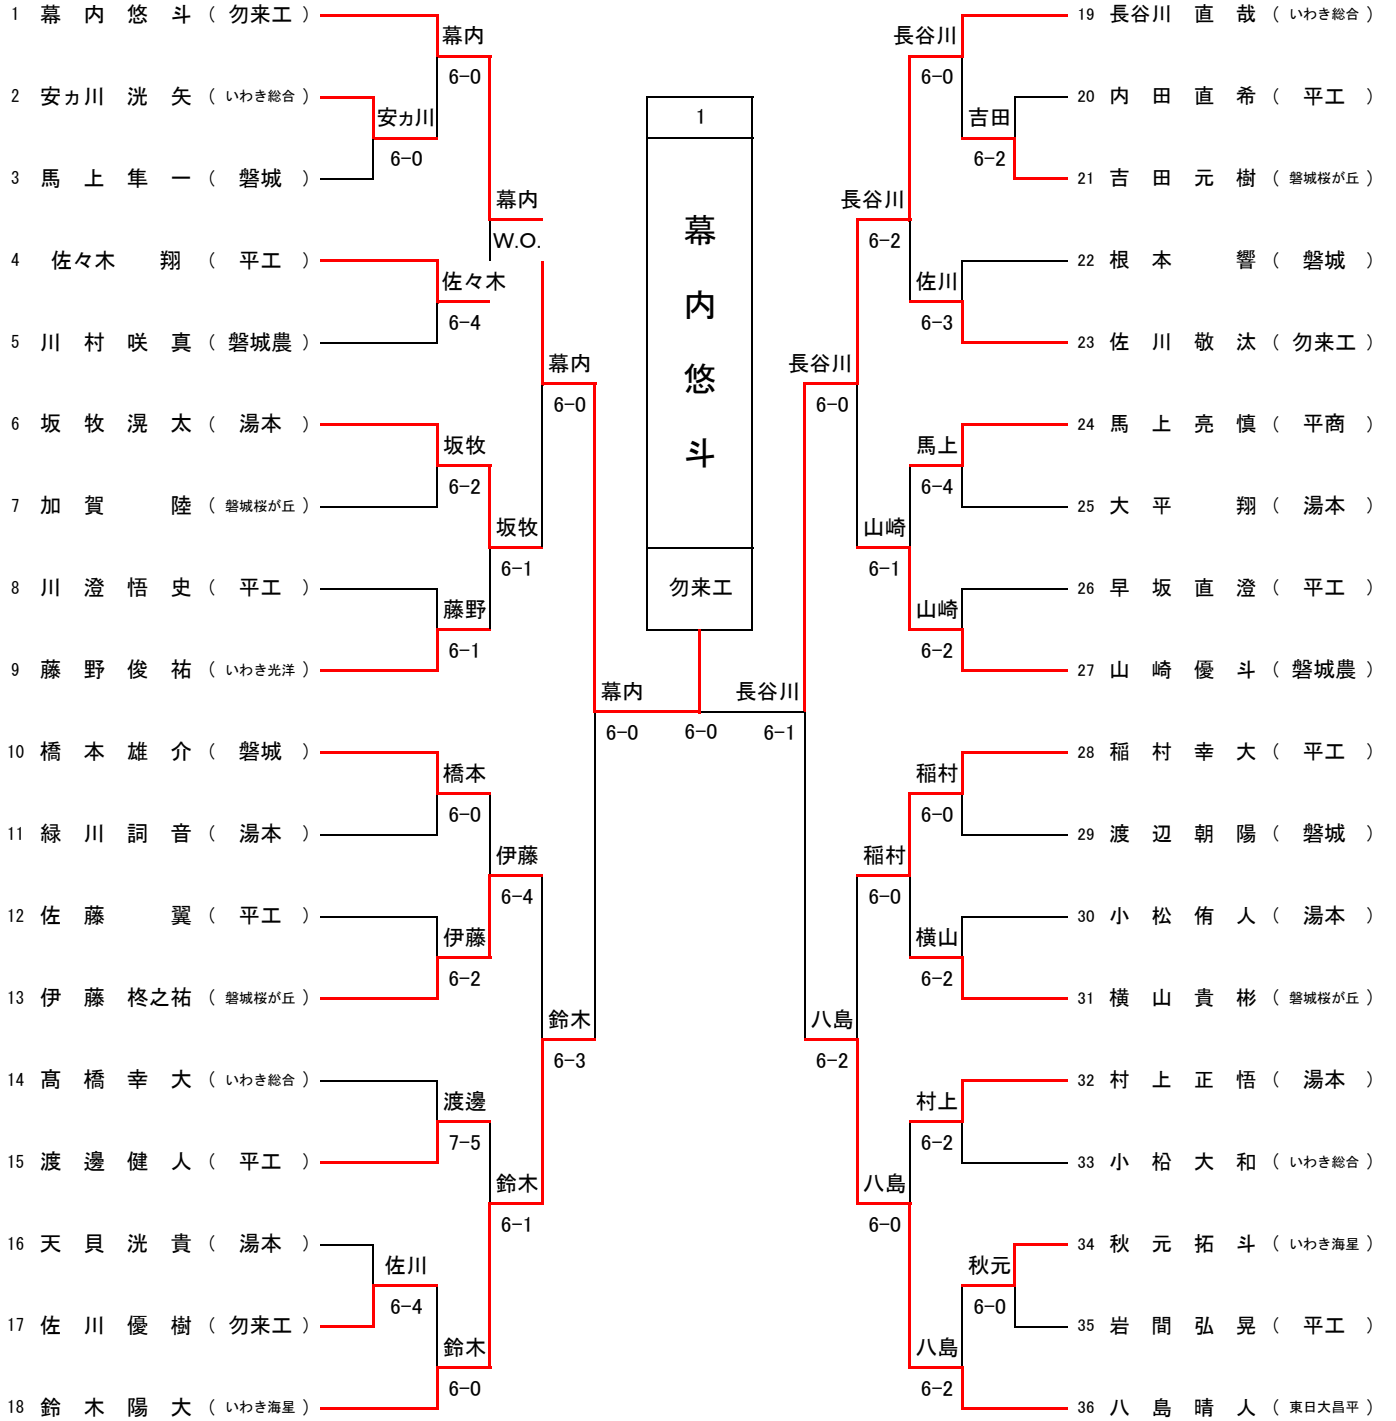 1 幕内悠斗（勿来工）
幕内
6-0
2 安ヵ川洸矢（いわき総合）
安ヵ川
6-0
3 馬上隼一（磐城）
幕内
W.O.
4 佐々木翔（平工）
佐々木
6-4
5 川村咲真（磐城農）
幕内
6-0
6 坂牧滉太（湯本）
坂牧
6-2
7 加賀陸（磐城桜が丘）
坂牧
6-1
8 川澄悟史（平工）
藤野
6-1
9 藤野俊祐（いわき光洋）
幕内
6-0
10 橋本雄介（磐城）
橋本
6-0
11 緑川詞音（湯本）
伊藤
6-4
12 佐藤翼（平工）
伊藤
6-2
13 伊藤柊之祐（磐城桜が丘）
鈴木
6-3
14 髙橋幸大（いわき総合）
渡邊
7-5
15 渡邊健人（平工）
鈴木
6-1
16 天貝洸貴（湯本）
佐川
6-4
17 佐川優樹（勿来工）
鈴木
6-0
18 鈴木陽大（いわき海星）
1
幕内悠斗
勿来工
6-0
19 長谷川直哉（いわき総合）
長谷川
6-0
20 内田直希（平工）
吉田
6-2
21 吉田元樹（磐城桜が丘）
長谷川
6-2
22 根本響（磐城）
佐川
6-3
23 佐川敬汰（勿来工）
長谷川
6-0
24 馬上亮慎（平商）
馬上
6-4
25 大平翔（湯本）
山崎
6-1
26 早坂直澄（平工）
山崎
6-2
27 山崎優斗（磐城農）
長谷川
6-1
28 稲村幸大（平工）
稲村
6-0
29 渡辺朝陽（磐城）
稲村
6-0
30 小松侑人（湯本）
横山
6-2
31 横山貴彬（磐城桜が丘）
八島
6-2
32 村上正悟（湯本）
村上
6-2
33 小松大和（いわき総合）
八島
6-0
34 秋元拓斗（いわき海星）
秋元
6-0
35 岩間弘晃（平工）
八島
6-2
36 八島晴人（東日大昌平）